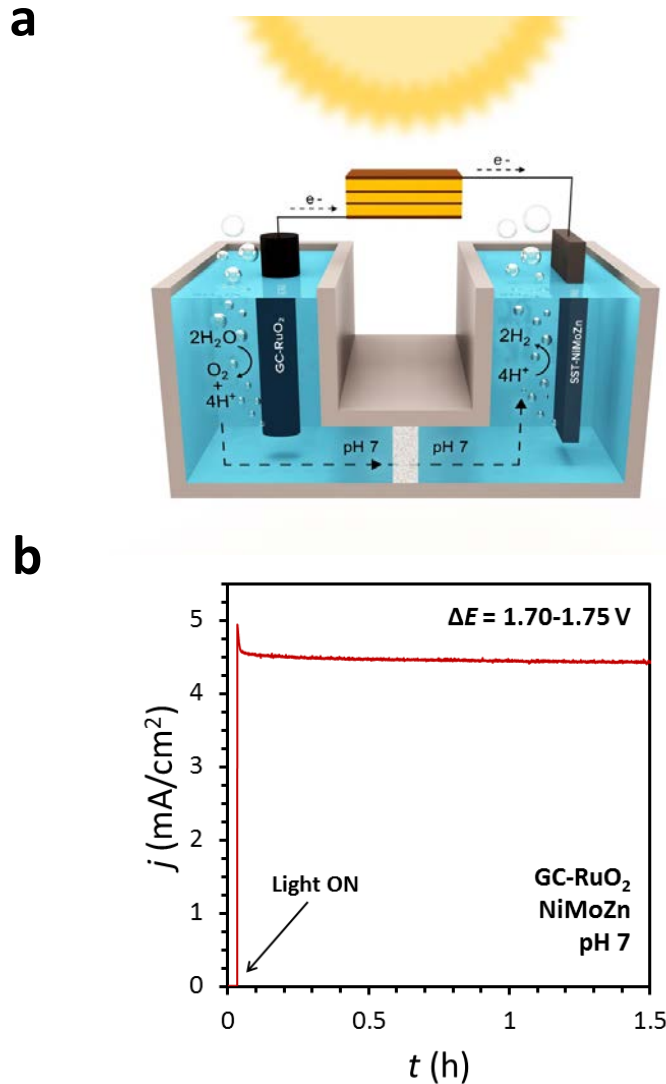 a
e-
e-
2H₂O
O₂
+
4H⁺
GC-RuO₂
2H₂
4H⁺
SST-NiMoZn
pH 7
pH 7
b
ΔE = 1.70-1.75 V
5
4
3
2
1
0
j (mA/cm²)
Light ON
GC-RuO₂
NiMoZn
pH 7
0
0.5
1
1.5
t (h)